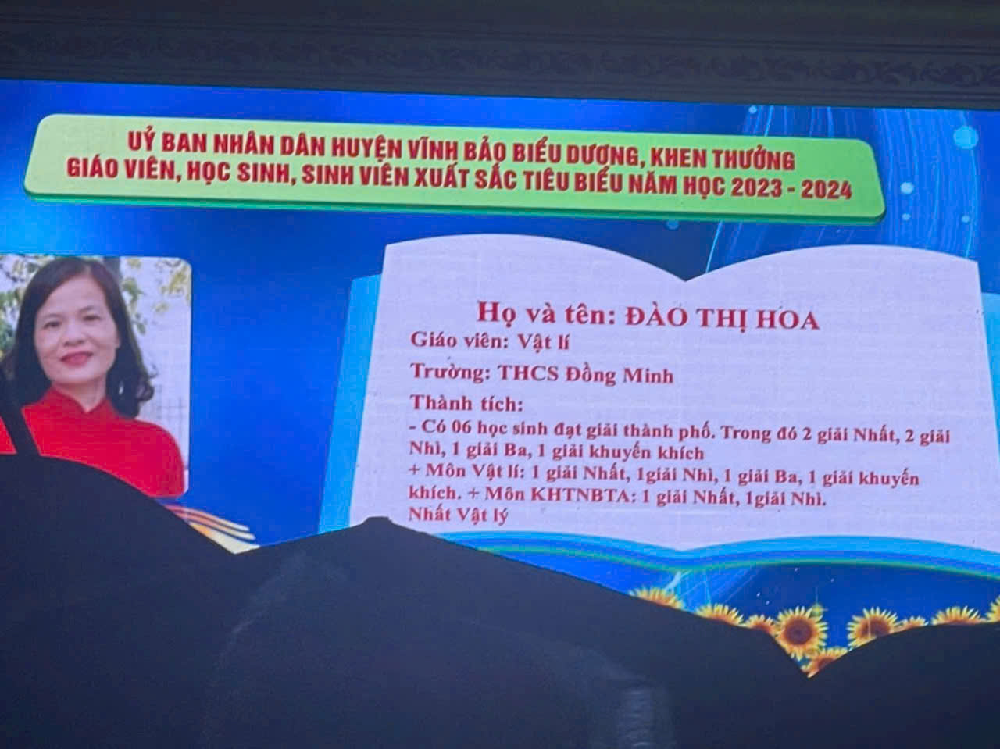 UỶ BAN NHÂN DÂN HUYỆN VĨNH BẢO BIỂU DƯƠNG, KHEN THƯỞNG
GIÁO VIÊN, HỌC SINH, SINH VIÊN XUẤT SẮC TIÊU BIỂU NĂM HỌC 2023 - 2024
Họ và tên: ĐÀO THỊ HOA
Giáo viên: Vật lí
Trường: THCS Đồng Minh
Thành tích:
- Có 06 học sinh đạt giải thành phố. Trong đó 2 giải Nhất, 2 giải
Nhì, 1 giải Ba, 1 giải khuyến khích
+ Môn Vật lí: 1 giải Nhất, 1giải Nhì, 1 giải Ba, 1 giải khuyến
khích. + Môn KHTNBTA: 1 giải Nhất, 1giải Nhì.
Nhất Vật lý